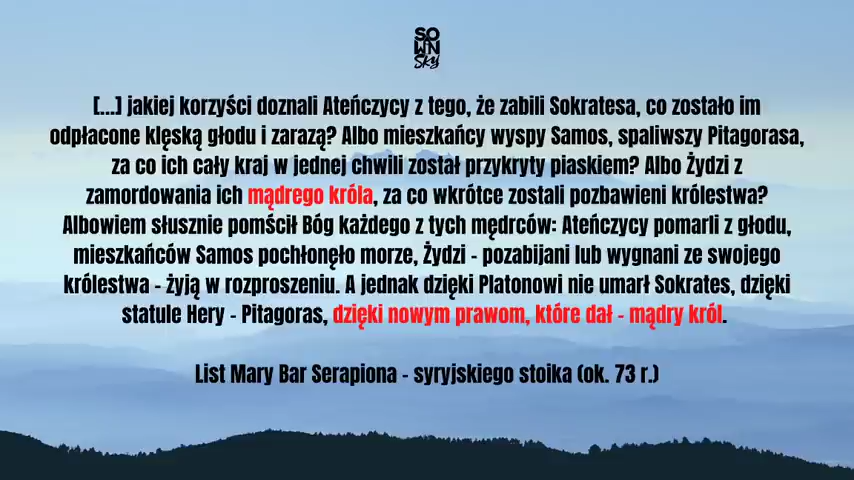 SO
WN
Sky
[...] jakiej korzyści doznali Ateńczycy z tego, że zabili Sokratesa, co zostało im
odpłacone klęską głodu i zarazą? Albo mieszkańcy wyspy Samos, spaliwszy Pitagorasa,
za co ich cały kraj w jednej chwili został przykryty piaskiem? Albo Żydzi z
zamordowania ich mądrego króla, za co wkrótce zostali pozbawieni królestwa?
Albowiem słusznie pomścił Bóg każdego z tych mędrców: Ateńczycy pomarli z głodu,
mieszkańców Samos pochłonęło morze, Żydzi - pozabijani lub wygnani ze swojego
królestwa - żyją w rozproszeniu. A jednak dzięki Platonowi nie umarł Sokrates, dzięki
statule Hery - Pitagoras, dzięki nowym prawom, które dał - mądry król.
List Mary Bar Serapiona - syryjskiego stoika (ok. 73 r.)